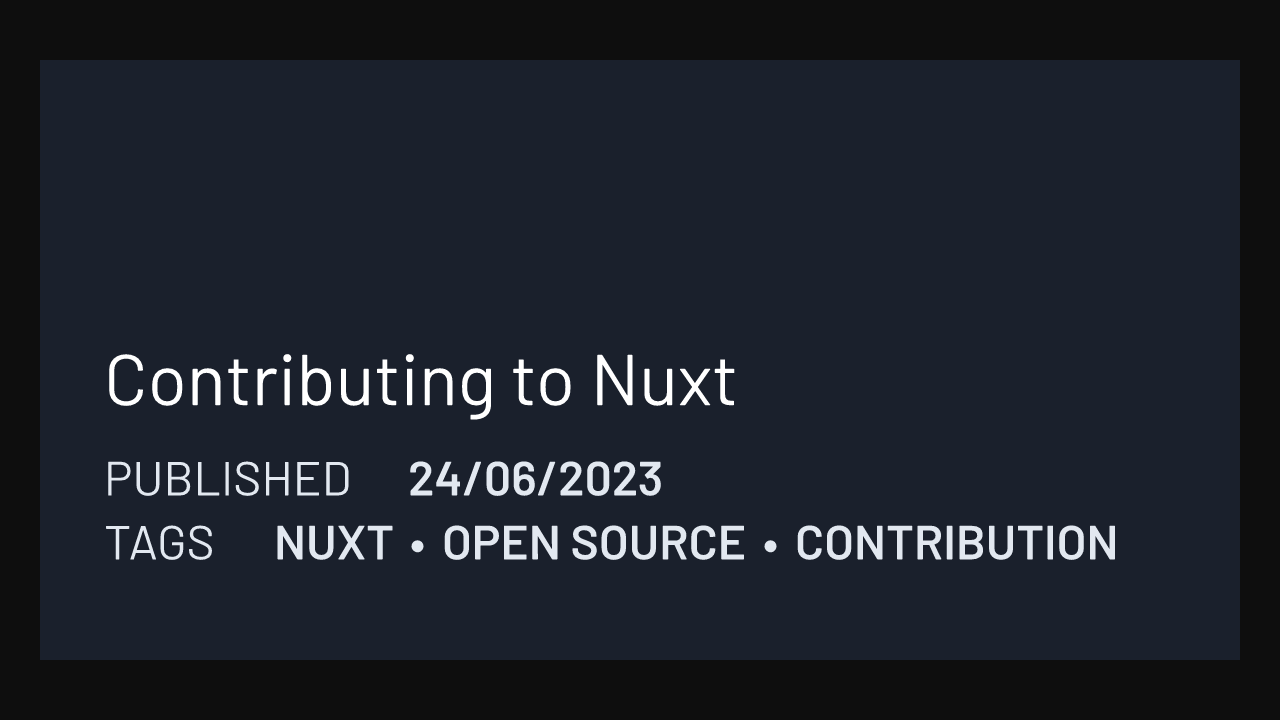 Contributing to Nuxt
PUBLISHED 24/06/2023
TAGS NUXT • OPEN SOURCE • CONTRIBUTION